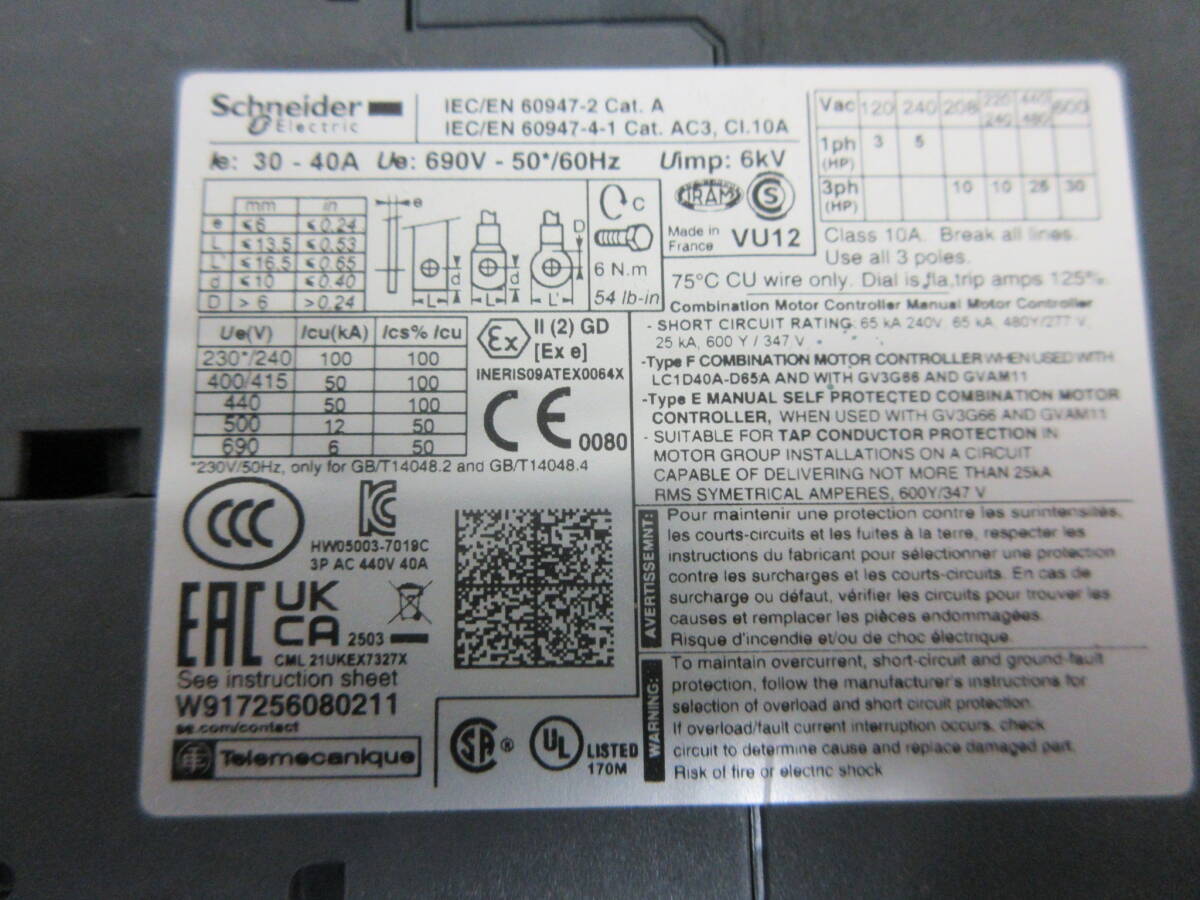 Schneider Electric
IEC/EN 60947-2 Cat. A
IEC/EN 60947-4-1 Cat. AC3, Cl.10A
Ie: 30 - 40A Ue: 690V - 50*/60Hz Uimp: 6kV
Vac 120 240 208 220 240 440 480 600
1ph (HP) 3 5
3ph (HP) 10 10 25 30
mm in
e ≤6 ≤0.24
L ≤13.5 ≤0.53
L' ≤16.5 ≤0.65
d ≤10 ≤0.40
D >6 >0.24
e
d
L
d
L
D
L'
C
6 N.m
54 lb-in
IRAM
S
Made in France VU12
Class 10A. Break all lines.
Use all 3 poles.
75°C CU wire only. Dial is fla,trip amps 125%.
Combination Motor Controller Manual Motor Controller
- SHORT CIRCUIT RATING: 65 kA 240V. 65 kA, 480Y/277 V,
25 kA, 600 Y / 347 V.
-Type F COMBINATION MOTOR CONTROLLER WHEN USED WITH
LC1D40A-D65A AND WITH GV3G66 AND GVAM11
-Type E MANUAL SELF PROTECTED COMBINATION MOTOR
CONTROLLER, WHEN USED WITH GV3G66 AND GVAM11
- SUITABLE FOR TAP CONDUCTOR PROTECTION IN
MOTOR GROUP INSTALLATIONS ON A CIRCUIT
CAPABLE OF DELIVERING NOT MORE THAN 25kA
RMS SYMETRICAL AMPERES, 600Y/347 V
Ue(V) Icu(kA) Ics% Icu
230*/240 100 100
400/415 50 100
440 50 100
500 12 50
690 6 50
*230V/50Hz, only for GB/T14048.2 and GB/T14048.4
Ex II (2) GD
[Ex e]
INERIS09ATEX0064X
CE 0080
CCC
KC
HW05003-7019C
3P AC 440V 40A
EAC
UK CA
2503
CML 21UKEX7327X
See instruction sheet
W917256080211
se.com/contact
Telemecanique
SA ®
UL LISTED
170M
AVERTISSEMNT:
Pour maintenir une protection contre les surintensités,
les courts-circuits et les fuites à la terre, respecter les
instructions du fabricant pour sélectionner une protection
contre les surcharges et les courts-circuits. En cas de
surcharge ou défaut, vérifier les circuits pour trouver les
causes et remplacer les pièces endommagées.
Risque d'incendie et/ou de choc électrique.
WARNING:
To maintain overcurrent, short-circuit and ground-fault
protection, follow the manufacturer's instructions for
selection of overload and short circuit protection.
If overload/fault current interruption occurs, check
circuit to determine cause and replace damaged part.
Risk of fire or electric shock